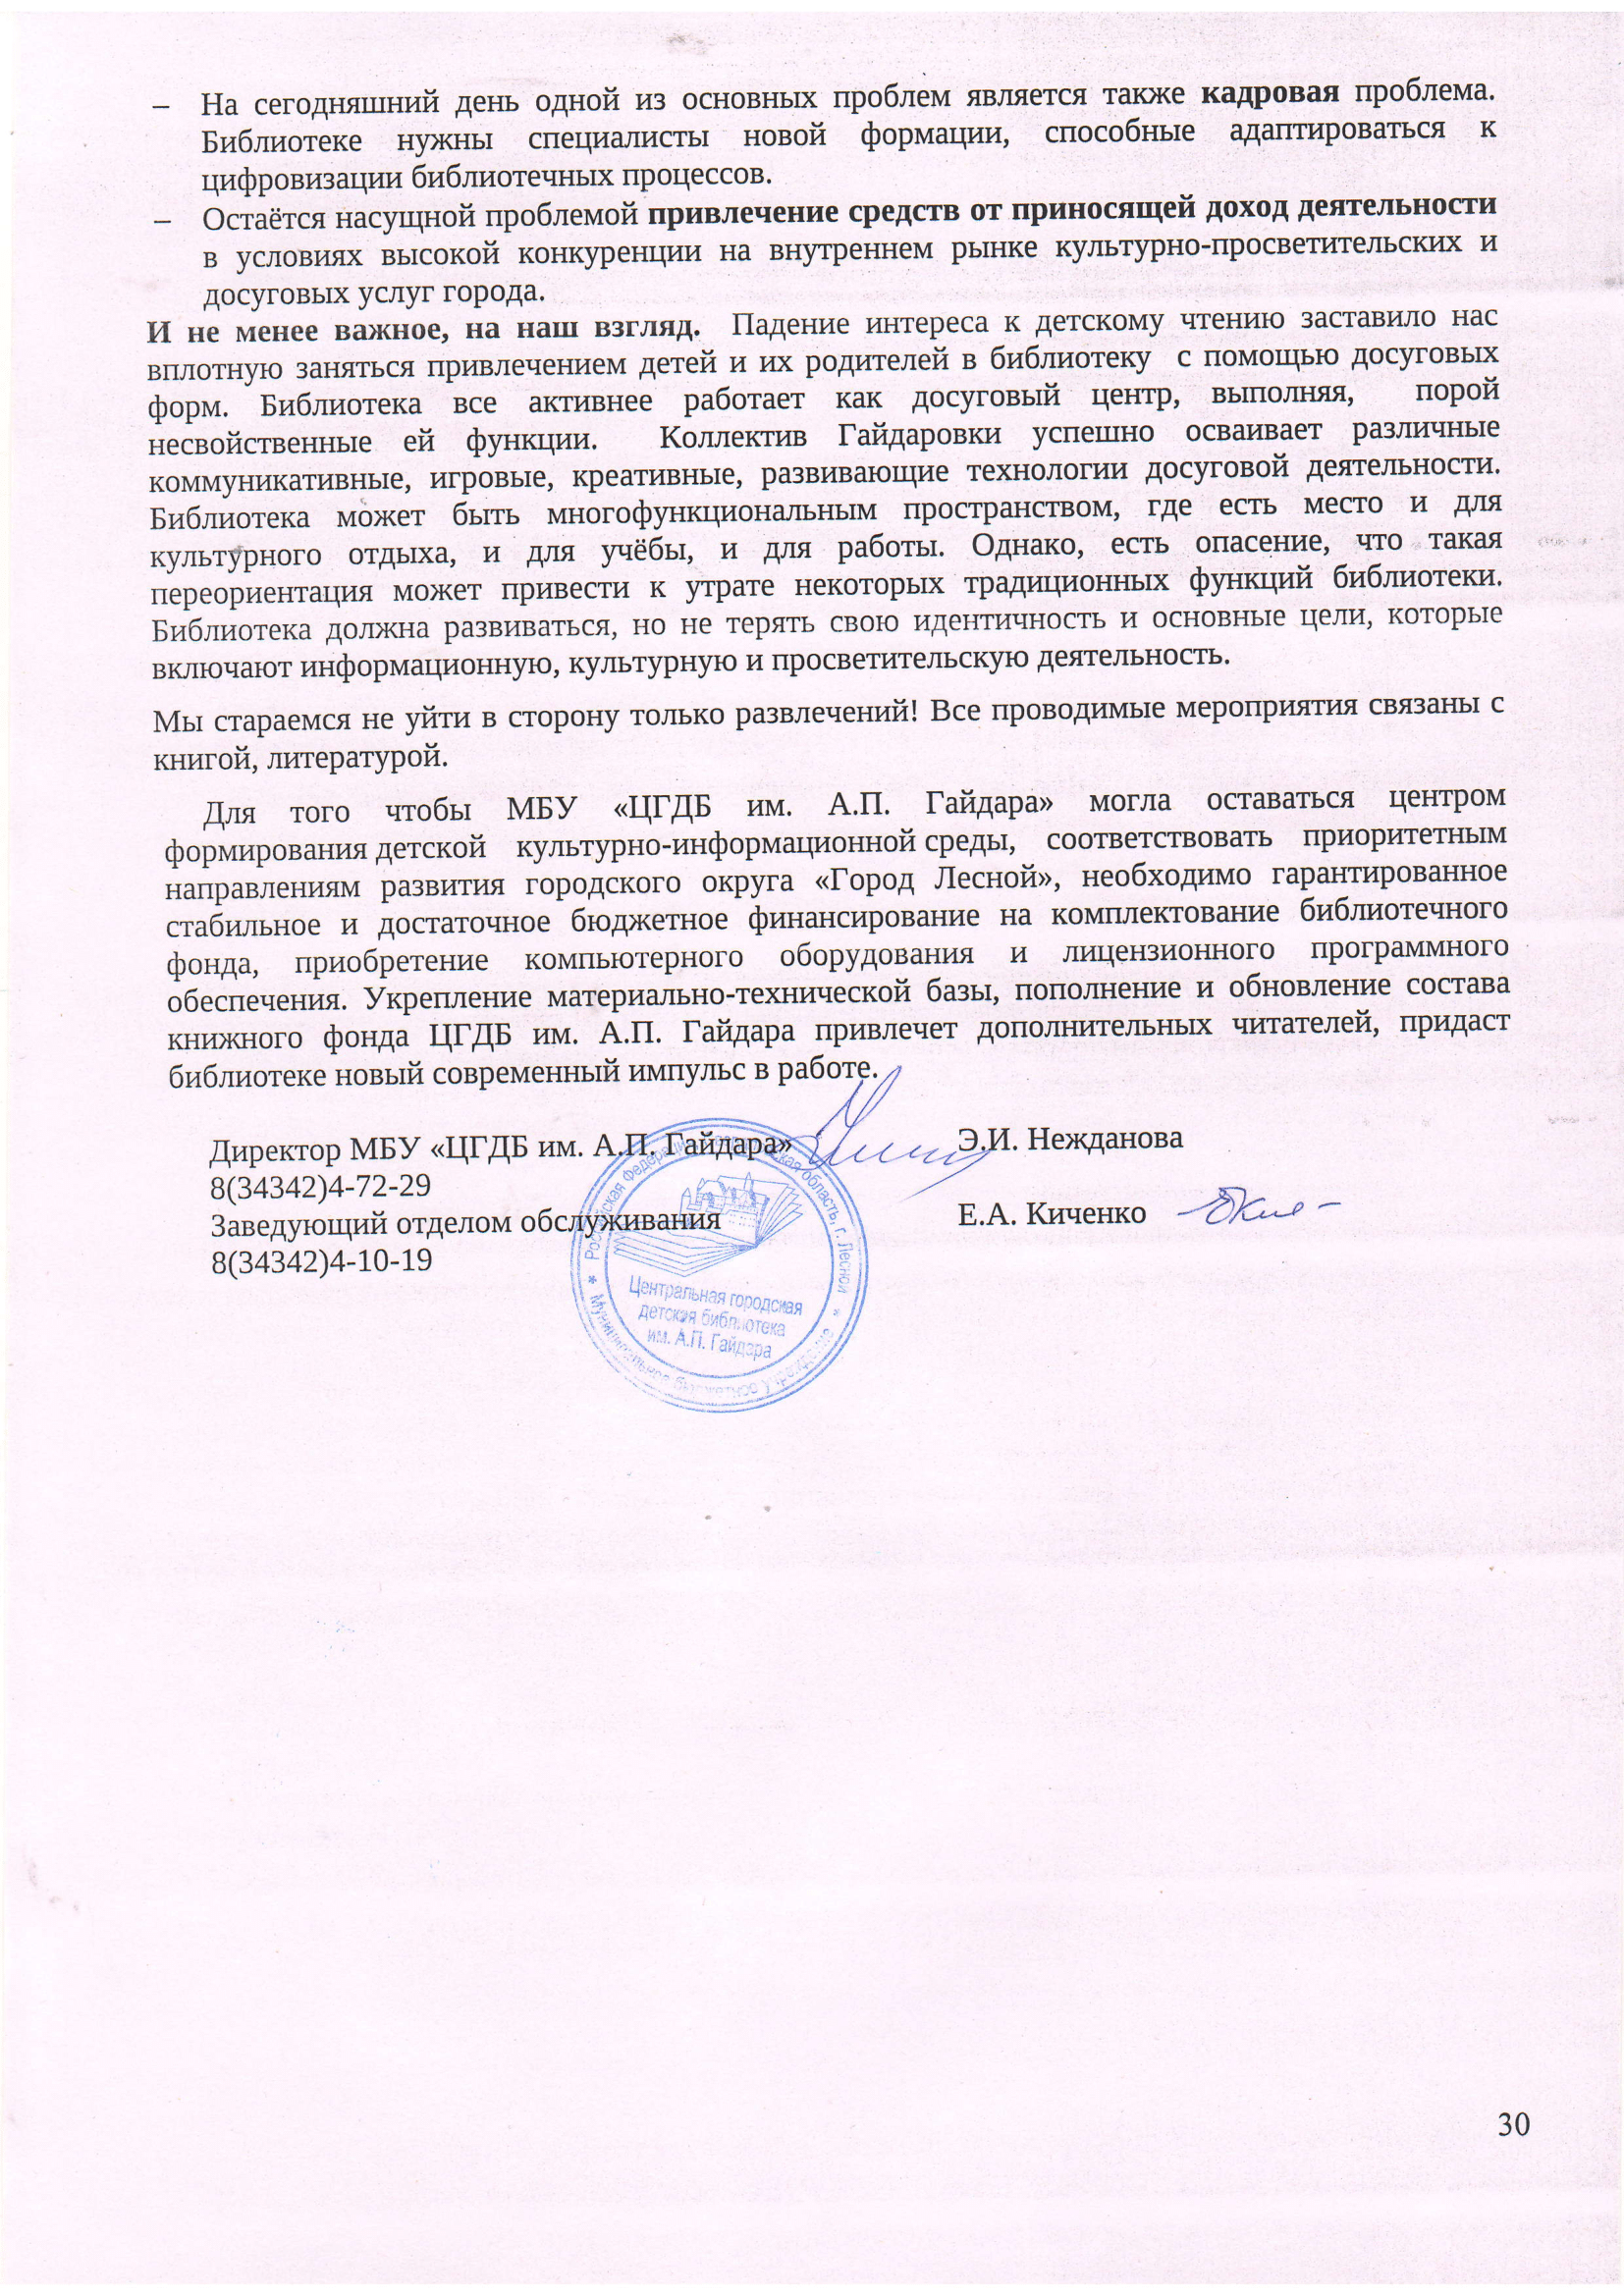 – На сегодняшний день одной из основных проблем является также кадровая проблема.
Библиотеке нужны специалисты новой формации, способные адаптироваться к
цифровизации библиотечных процессов.
– Остаётся насущной проблемой привлечение средств от приносящей доход деятельности
в условиях высокой конкуренции на внутреннем рынке культурно-просветительских и
досуговых услуг города.
И не менее важное, на наш взгляд. Падение интереса к детскому чтению заставило нас
вплотную заняться привлечением детей и их родителей в библиотеку с помощью досуговых
форм. Библиотека все активнее работает как досуговый центр, выполняя, порой
несвойственные ей функции. Коллектив Гайдаровки успешно осваивает различные
коммуникативные, игровые, креативные, развивающие технологии досуговой деятельности.
Библиотека может быть многофункциональным пространством, где есть место и для
культурного отдыха, и для учёбы, и для работы. Однако, есть опасение, что такая
переориентация может привести к утрате некоторых традиционных функций библиотеки.
Библиотека должна развиваться, но не терять свою идентичность и основные цели, которые
включают информационную, культурную и просветительскую деятельность.
Мы стараемся не уйти в сторону только развлечений! Все проводимые мероприятия связаны с
книгой, литературой.
Для того чтобы МБУ «ЦГДБ им. А.П. Гайдара» могла оставаться центром
формирования детской культурно-информационной среды, соответствовать приоритетным
направлениям развития городского округа «Город Лесной», необходимо гарантированное
стабильное и достаточное бюджетное финансирование на комплектование библиотечного
фонда, приобретение компьютерного оборудования и лицензионного программного
обеспечения. Укрепление материально-технической базы, пополнение и обновление состава
книжного фонда ЦГДБ им. А.П. Гайдара привлечет дополнительных читателей, придаст
библиотеке новый современный импульс в работе.
Директор МБУ «ЦГДБ им. А.П. Гайдара» Э.И. Нежданова
8(34342)4-72-29
Заведующий отделом обслуживания Е.А. Киченко
8(34342)4-10-19
Российская Федерация, Свердловская область, г. Лесной
* Муниципальное бюджетное учреждение *
Центральная городская
детская библиотека
им. А.П. Гайдара
30